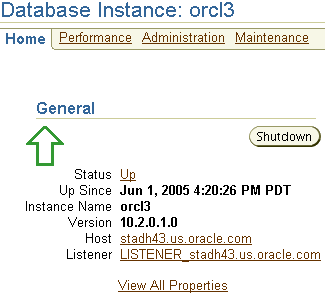 Database Instance: orcl3
Home Performance Administration Maintenance
General
Shutdown
Status Up
Up Since Jun 1, 2005 4:20:26 PM PDT
Instance Name orcl3
Version 10.2.0.1.0
Host stadh43.us.oracle.com
Listener LISTENER_stadh43.us.oracle.com
View All Properties